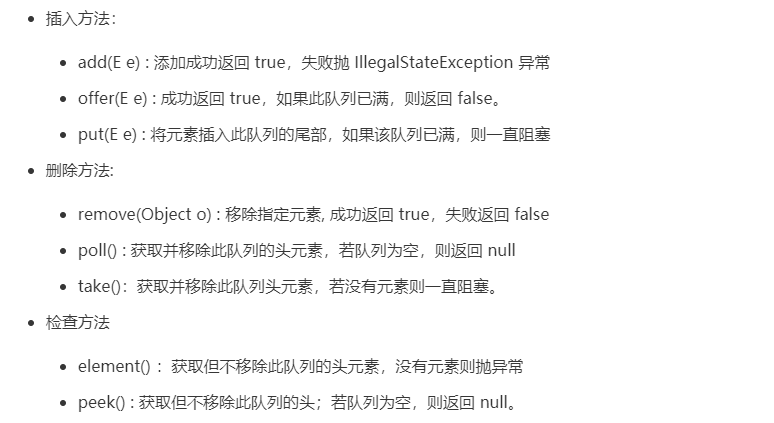 插入方法：
add(E e) : 添加成功返回 true，失败抛 IllegalStateException 异常
offer(E e) : 成功返回 true，如果此队列已满，则返回 false。
put(E e) : 将元素插入此队列的尾部，如果该队列已满，则一直阻塞
删除方法:
remove(Object o) : 移除指定元素, 成功返回 true，失败返回 false
poll() : 获取并移除此队列的头元素，若队列为空，则返回 null
take()：获取并移除此队列头元素，若没有元素则一直阻塞。
检查方法
element() ：获取但不移除此队列的头元素，没有元素则抛异常
peek() : 获取但不移除此队列的头；若队列为空，则返回 null。